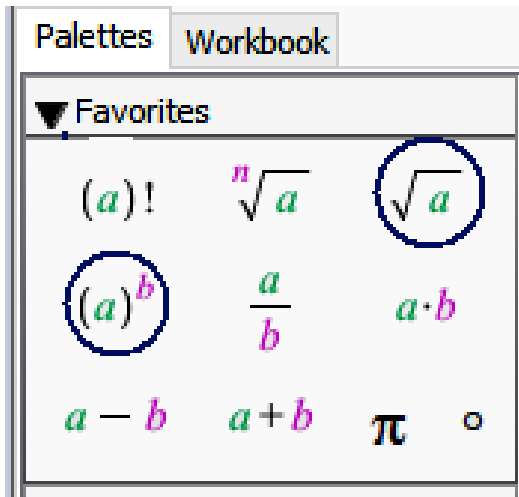 Palettes Workbook
Favorites
(a)! ⁿ√a √a
(a)ᵇ a/b a·b
a − b a+b π °